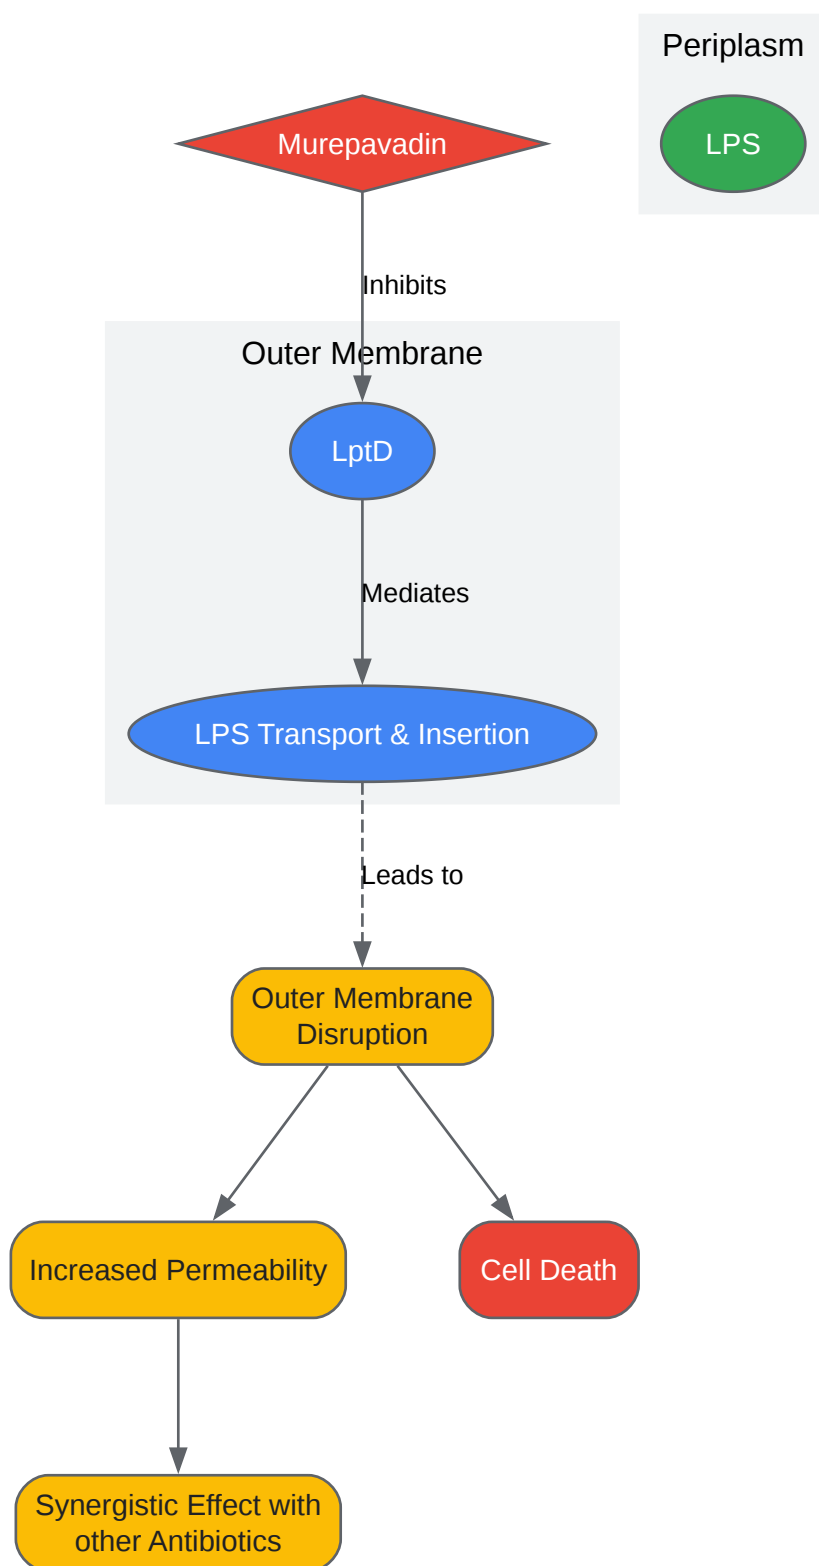 Periplasm
LPS
Murepavadin
Inhibits
Outer Membrane
LptD
Mediates
LPS Transport & Insertion
Leads to
Outer Membrane
Disruption
Increased Permeability
Cell Death
Synergistic Effect with
other Antibiotics